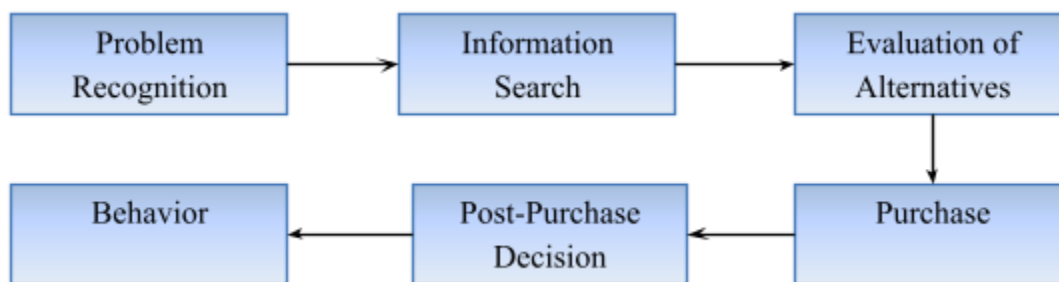 Problem
Recognition
Information
Search
Evaluation of
Alternatives
Purchase
Post-Purchase
Decision
Behavior